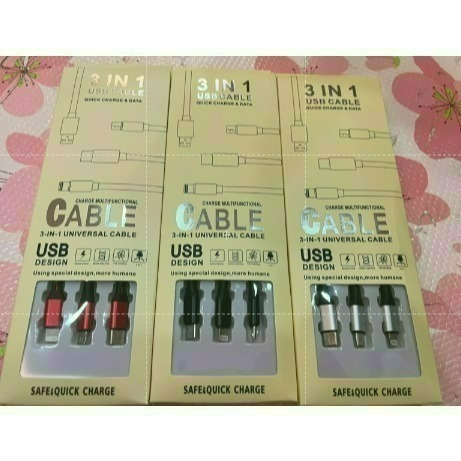 3 IN 1
USB CABLE
QUICK CHARGE & DATA
CHARGE MULTIFUNCTIONAL
CABLE
3-IN-1 UNIVERSAL CABLE
USB
DESIGN
Using special design,more humane
SAFE&QUICK CHARGE
3 IN 1
USB CABLE
QUICK CHARGE & DATA
CHARGE MULTIFUNCTIONAL
CABLE
3-IN-1 UNIVERSAL CABLE
USB
DESIGN
Using special design,more humane
SAFE&QUICK CHARGE
3 IN 1
USB CABLE
QUICK CHARGE & DATA
CHARGE MULTIFUNCTIONAL
CABLE
3-IN-1 UNIVERSAL CABLE
USB
DESIGN
Using special design,more humane
SAFE&QUICK CHARGE